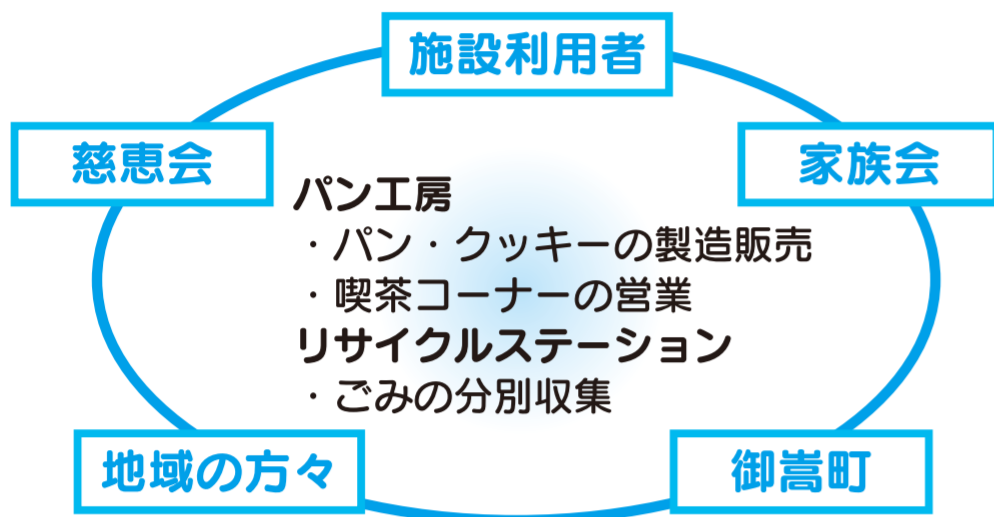 施設利用者
慈恵会
家族会
パン工房
・パン・クッキーの製造販売
・喫茶コーナーの営業
リサイクルステーション
・ごみの分別収集
地域の方々
御嵩町